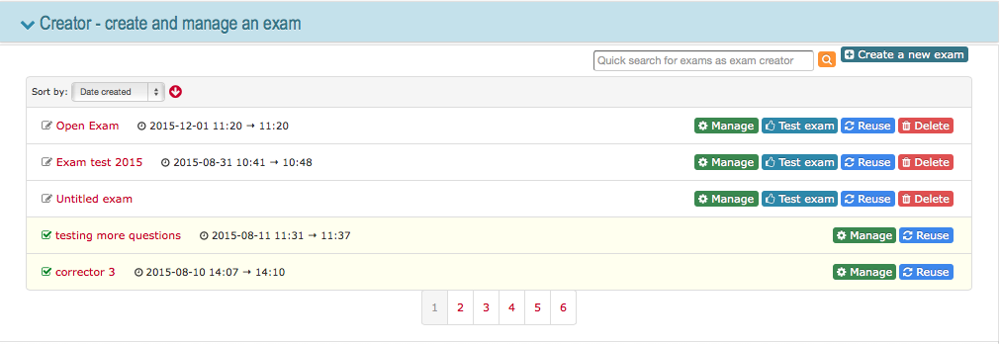 Creator - create and manage an exam
Quick search for exams as exam creator
Create a new exam
Sort by: Date created
Open Exam 2015-12-01 11:20 → 11:20 Manage Test exam Reuse Delete
Exam test 2015 2015-08-31 10:41 → 10:48 Manage Test exam Reuse Delete
Untitled exam Manage Test exam Reuse Delete
testing more questions 2015-08-11 11:31 → 11:37 Manage Reuse
corrector 3 2015-08-10 14:07 → 14:10 Manage Reuse
1 2 3 4 5 6